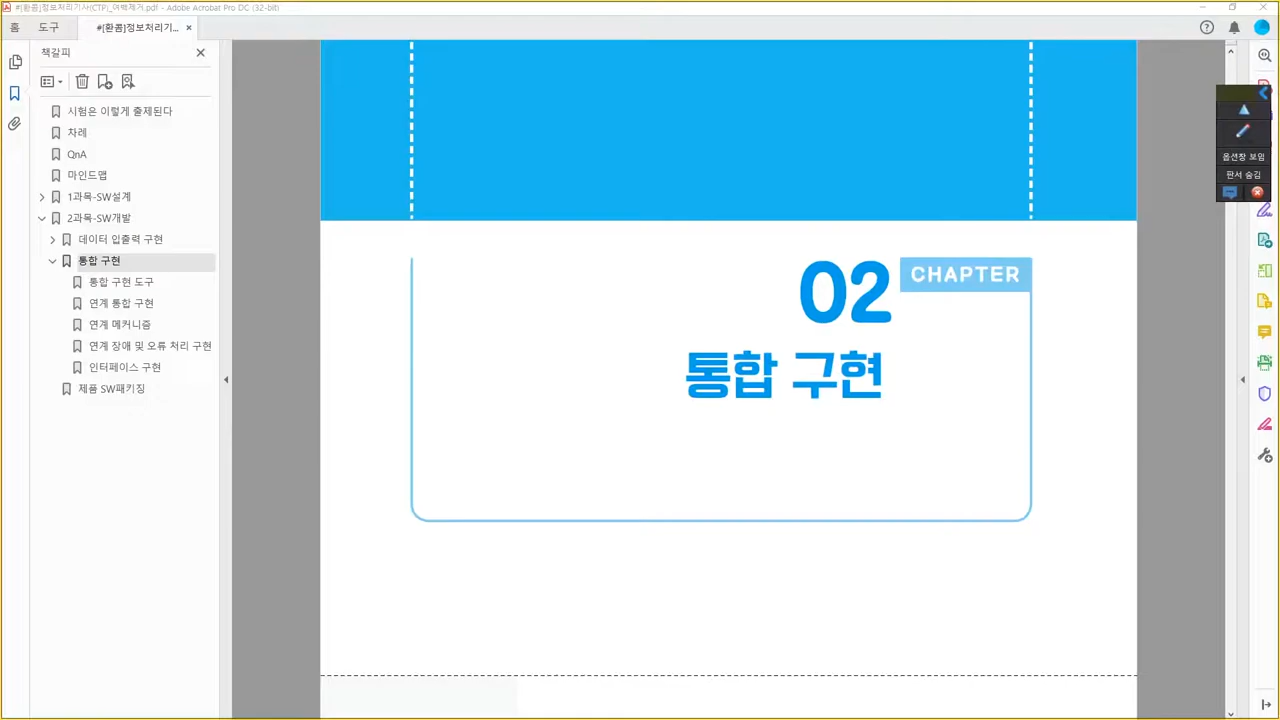 #[환콤]정보처리기사(CTP)_여백제거.pdf - Adobe Acrobat Pro DC (32-bit)
홈
도구
#[환콤]정보처리기...
책갈피
시험은 이렇게 출제된다
차례
QnA
마인드맵
1과목-SW설계
2과목-SW개발
데이터 입출력 구현
통합 구현
통합 구현 도구
연계 통합 구현
연계 메커니즘
연계 장애 및 오류 처리 구현
인터페이스 구현
제품 SW패키징
02 CHAPTER
통합 구현
옵션창 보임
판서 숨김